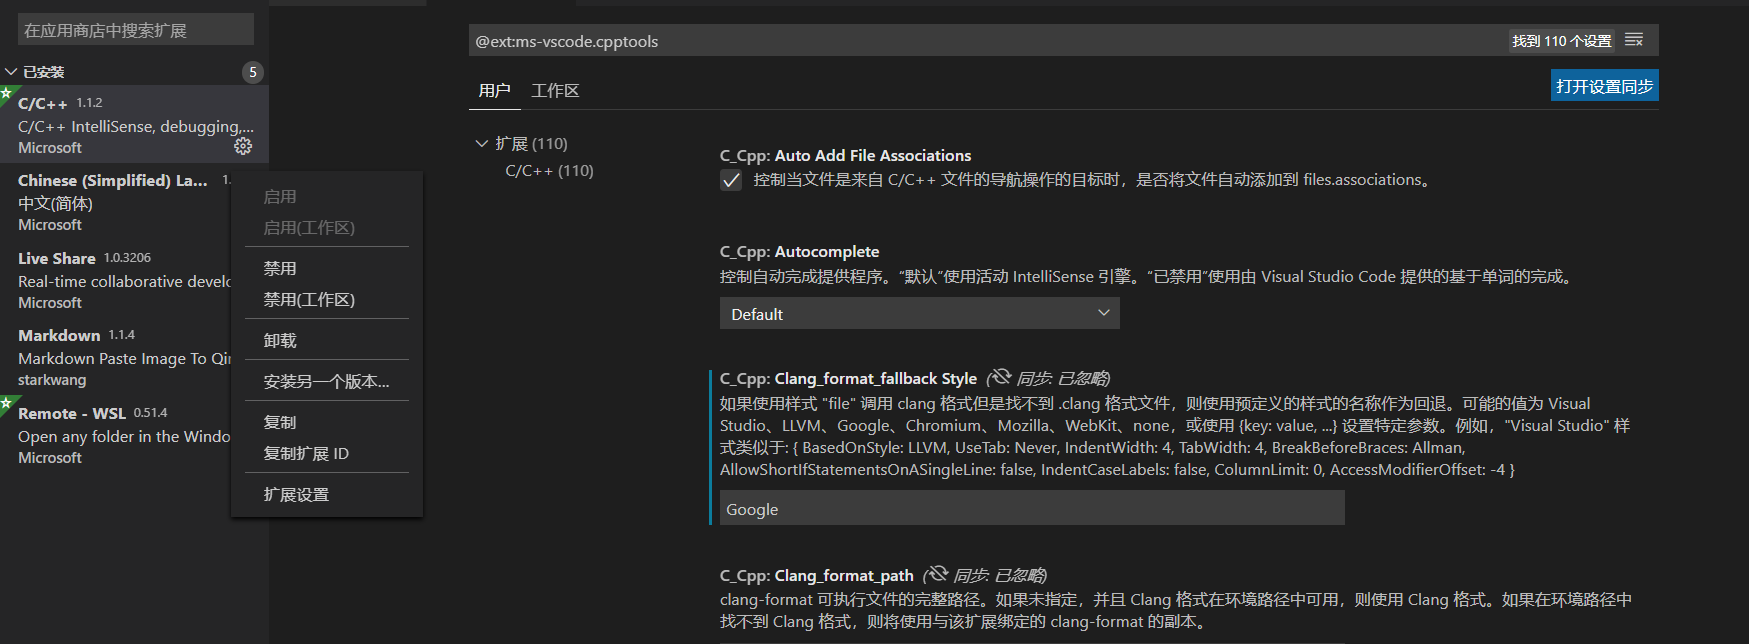 在应用商店中搜索扩展
已安装
5
C/C++ 1.1.2
C/C++ IntelliSense, debugging,...
Microsoft
Chinese (Simplified) La... 1.
中文(简体)
Microsoft
Live Share 1.0.3206
Real-time collaborative develo
Microsoft
Markdown 1.1.4
Markdown Paste Image To Qi
starkwang
Remote - WSL 0.51.4
Open any folder in the Windo
Microsoft
启用
启用(工作区)
禁用
禁用(工作区)
卸载
安装另一个版本...
复制
复制扩展 ID
扩展设置
@ext:ms-vscode.cpptools
找到 110 个设置
用户 工作区
打开设置同步
扩展 (110)
C/C++ (110)
C_Cpp: Auto Add File Associations
控制当文件是来自 C/C++ 文件的导航操作的目标时，是否将文件自动添加到 files.associations。
C_Cpp: Autocomplete
控制自动完成提供程序。“默认”使用活动 IntelliSense 引擎。“已禁用”使用由 Visual Studio Code 提供的基于单词的完成。
Default
C_Cpp: Clang_format_fallback Style (同步: 已忽略)
如果使用样式 "file" 调用 clang 格式但是找不到 .clang 格式文件，则使用预定义的样式的名称作为回退。可能的值为 Visual
Studio、LLVM、Google、Chromium、Mozilla、WebKit、none，或使用 {key: value, ...} 设置特定参数。例如，"Visual Studio" 样
式类似于: { BasedOnStyle: LLVM, UseTab: Never, IndentWidth: 4, TabWidth: 4, BreakBeforeBraces: Allman,
AllowShortIfStatementsOnASingleLine: false, IndentCaseLabels: false, ColumnLimit: 0, AccessModifierOffset: -4 }
Google
C_Cpp: Clang_format_path (同步: 已忽略)
clang-format 可执行文件的完整路径。如果未指定，并且 Clang 格式在环境路径中可用，则使用 Clang 格式。如果在环境路径中
找不到 Clang 格式，则将使用与该扩展绑定的 clang-format 的副本。